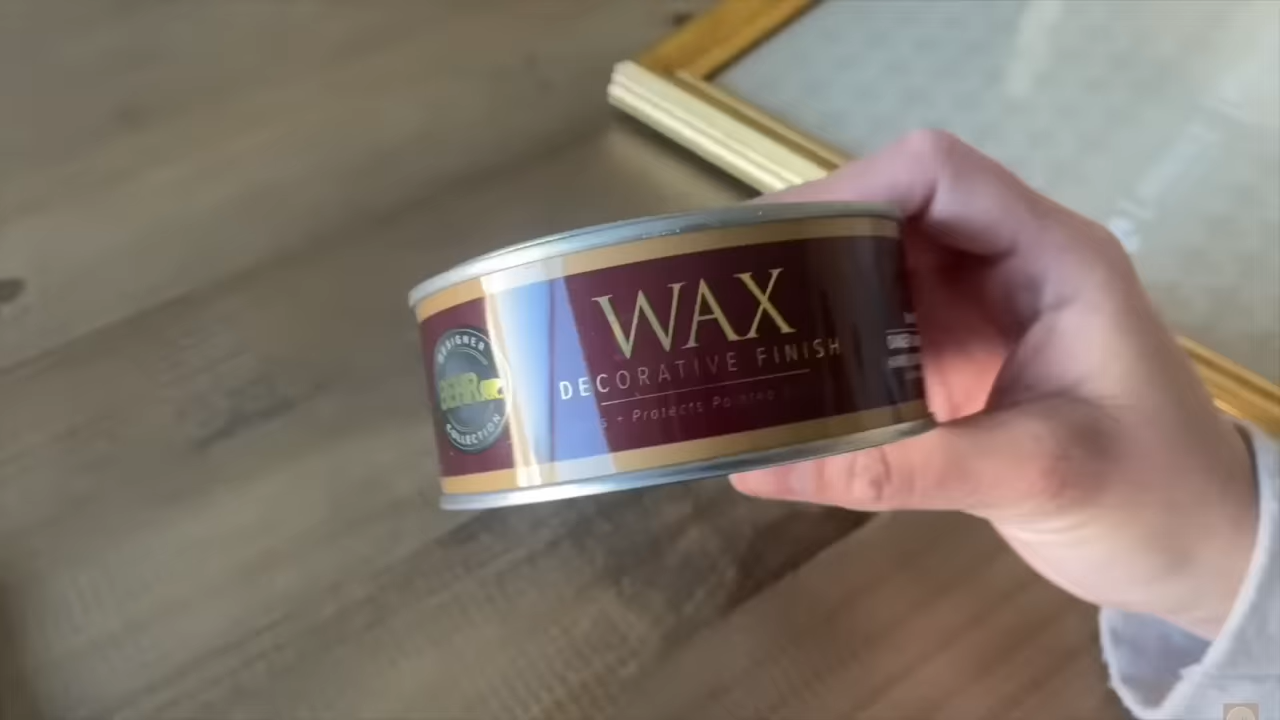 DESIGNER
BEHR
COLLECTION
WAX
DECORATIVE FINISH
s + Protects Painted